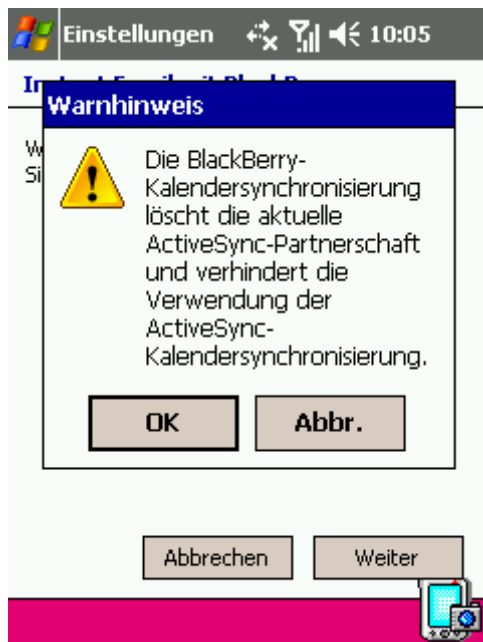 Einstellungen 10:05
Warnhinweis
Die BlackBerry-
Kalendersynchronisierung
löscht die aktuelle
ActiveSync-Partnerschaft
und verhindert die
Verwendung der
ActiveSync-
Kalendersynchronisierung.
OK Abbr.
Abbrechen Weiter